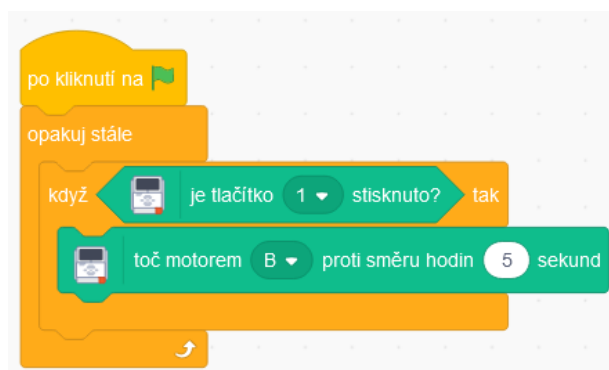 po kliknutí na
opakuj stále
když je tlačítko 1 stisknuto? tak
toč motorem B proti směru hodin 5 sekund